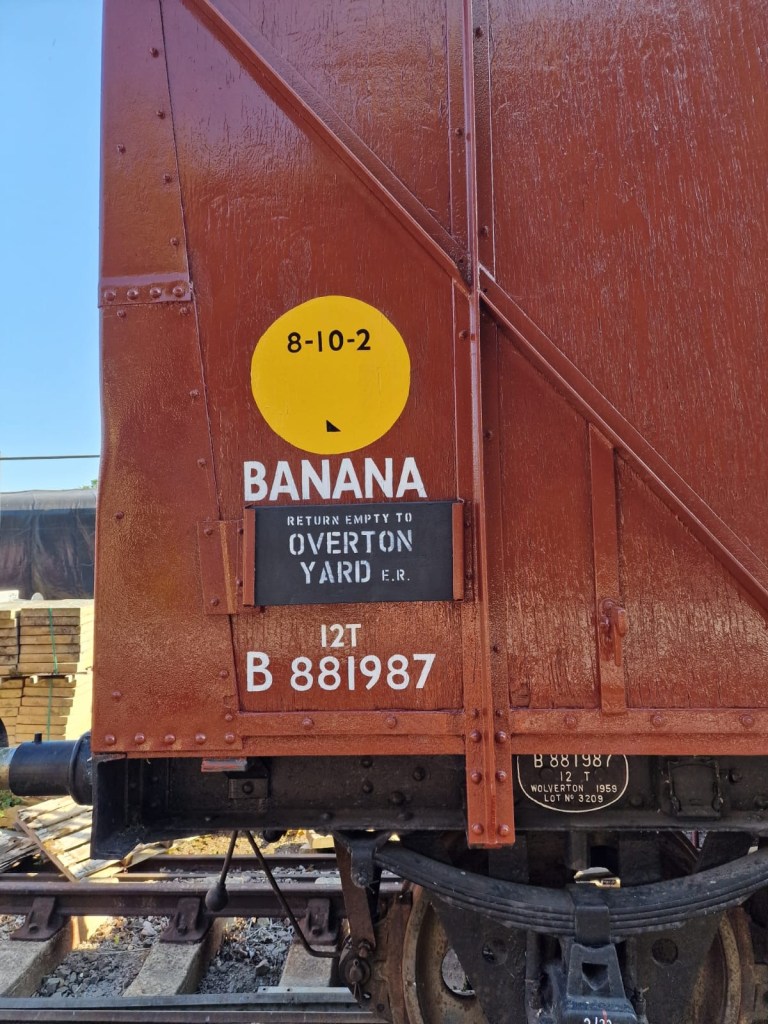 8-10-2
BANANA
RETURN EMPTY TO
OVERTON
YARD E.R.
12T
B 881987
B 881987
12 T
WOLVERTON 1959
LOT Nº 3209